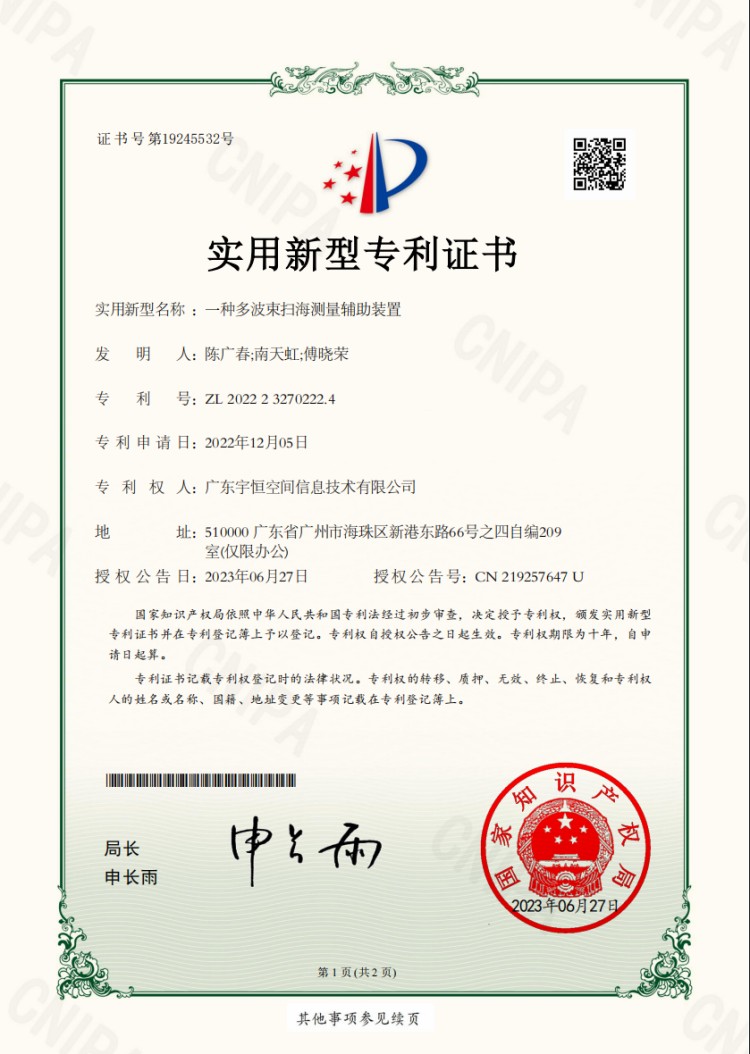 证书号第19245532号
实用新型专利证书
实用新型名称：一种多波束扫海测量辅助装置
发明人：陈广春;南天虹;傅晓荣
专利号：ZL 2022 2 3270222.4
专利申请日：2022年12月05日
专利权人：广东宇恒空间信息技术有限公司
地址：510000 广东省广州市海珠区新港东路66号之四自编209
室(仅限办公)
授权公告日：2023年06月27日 授权公告号：CN 219257647 U
国家知识产权局依照中华人民共和国专利法经过初步审查，决定授予专利权，颁发实用新型
专利证书并在专利登记簿上予以登记。专利权自授权公告之日起生效。专利权期限为十年，自申
请日起算。
专利证书记载专利权登记时的法律状况。专利权的转移、质押、无效、终止、恢复和专利权
人的姓名或名称、国籍、地址变更等事项记载在专利登记簿上。
局长
申长雨
申长雨
国家知识产权局
2023年06月27日
第1页(共2页)
其他事项参见续页
CNIPA
CNIPA
CNIPA
CNIPA
CNIPA